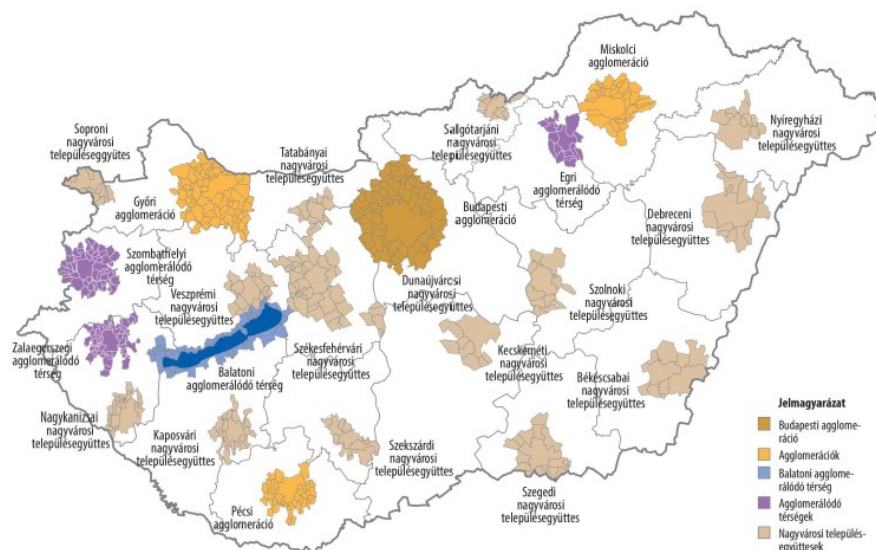 Miskolci
agglomeráció
Soproni
nagyvárosi
településeggyüttes
Salgótarjáni
nagyvárosi
településegyüttes
Nyíregyházi
nagyvárosi
településegyüttes
Tatabányai
nagyvárosi
településegyüttes
Egri
agglomerálódó
térség
Győri
agglomeráció
Budapesti
agglomeráció
Debreceni
nagyvárosi
településegyüttes
Szombathelyi
agglomerálódó
térség
Veszprémi
nagyvárosi
településegyüttes
Dunaújvárosi
nagyvárosi
településegyüttes
Szolnoki
nagyvárosi
településegyüttes
Zalaegerszegi
agglomerálódó
térség
Székesfehérvári
nagyvárosi
településegyüttes
Kecskeméti
nagyvárosi
településegyüttes
Balatoni
agglomerálódó térség
Békéscsabai
nagyvárosi
településegyüttes
Nagykanizsai
nagyvárosi
településegyüttes
Kaposvári
nagyvárosi
településegyüttes
Szekszárdi
nagyvárosi
településegyüttes
Szegedi
nagyvárosi
településegyüttes
Pécsi
agglomeráció
Jelmagyarázat
Budapesti agglome-
ráció
Agglomerációk
Balatoni agglome-
rálódó térség
Agglomerálódó
térségek
Nagyvárosi település-
együttesek